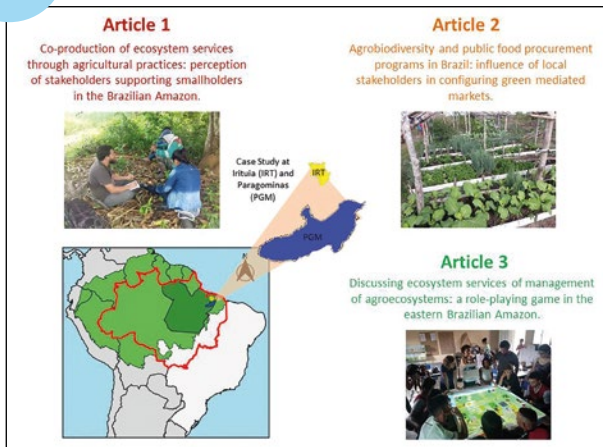 Article 1
Co-production of ecosystem services
through agricultural practices: perception
of stakeholders supporting smallholders
in the Brazilian Amazon.
Article 2
Agrobiodiversity and public food procurement
programs in Brazil: influence of local
stakeholders in configuring green mediated
markets.
Case Study at
Irituia (IRT) and
Paragominas
(PGM)
IRT
PGM
Article 3
Discussing ecosystem services of management
of agroecosystems: a role-playing game in the
eastern Brazilian Amazon.